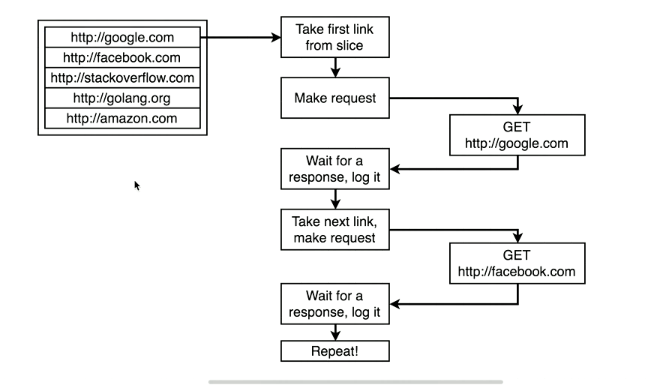 http://google.com
http://facebook.com
http://stackoverflow.com
http://golang.org
http://amazon.com
Take first link
from slice
Make request
GET
http://google.com
Wait for a
response, log it
Take next link,
make request
GET
http://facebook.com
Wait for a
response, log it
Repeat!